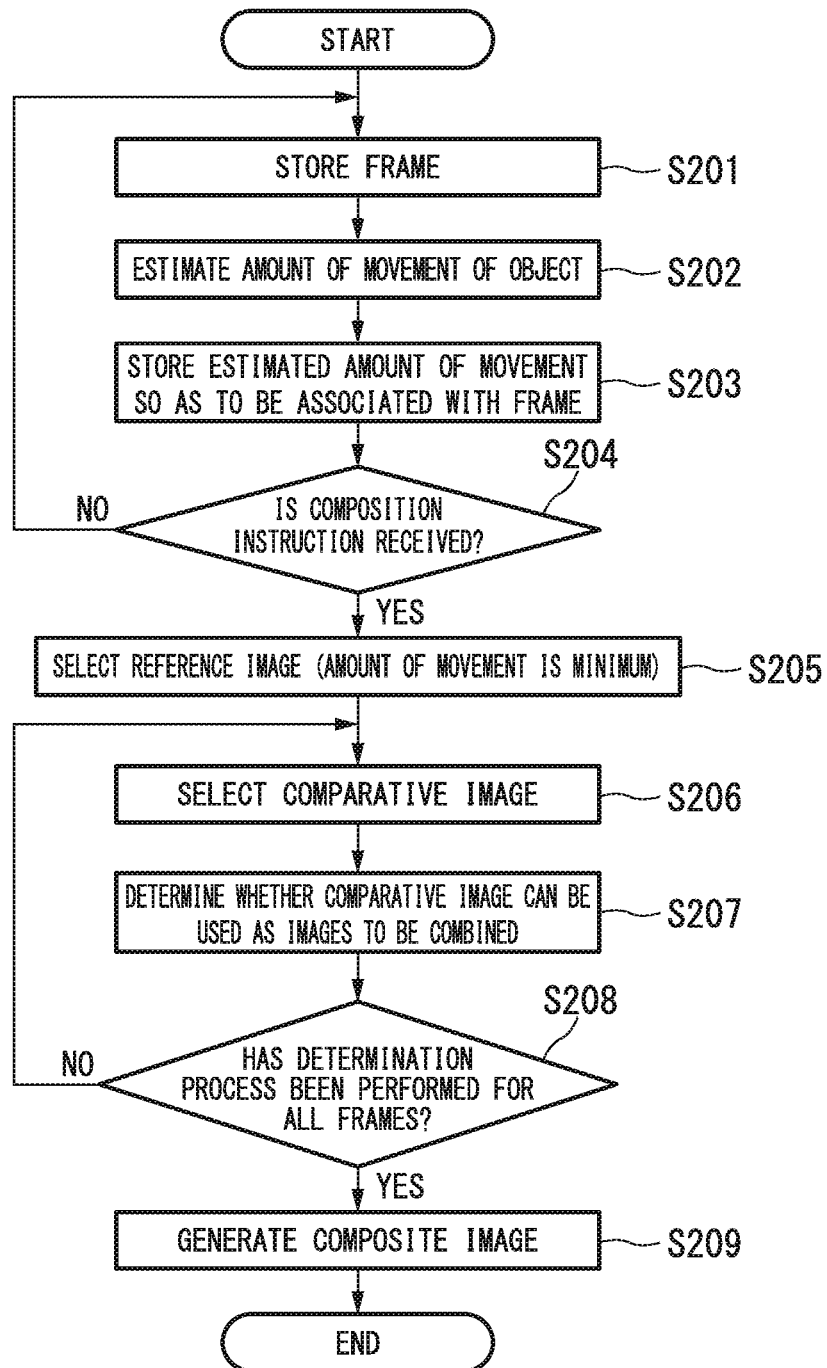 START
STORE FRAME
S201
ESTIMATE AMOUNT OF MOVEMENT OF OBJECT
S202
STORE ESTIMATED AMOUNT OF MOVEMENT
SO AS TO BE ASSOCIATED WITH FRAME
S203
S204
NO
IS COMPOSITION
INSTRUCTION RECEIVED?
YES
SELECT REFERENCE IMAGE (AMOUNT OF MOVEMENT IS MINIMUM)
S205
SELECT COMPARATIVE IMAGE
S206
DETERMINE WHETHER COMPARATIVE IMAGE CAN BE
USED AS IMAGES TO BE COMBINED
S207
S208
NO
HAS DETERMINATION
PROCESS BEEN PERFORMED FOR
ALL FRAMES?
YES
GENERATE COMPOSITE IMAGE
S209
END